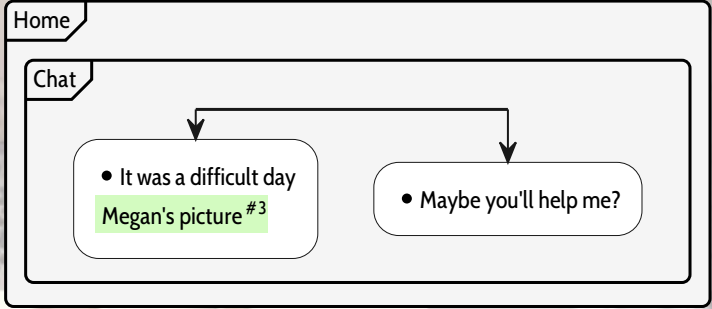 Home
Chat
• It was a difficult day
Megan's picture #3
• Maybe you'll help me?